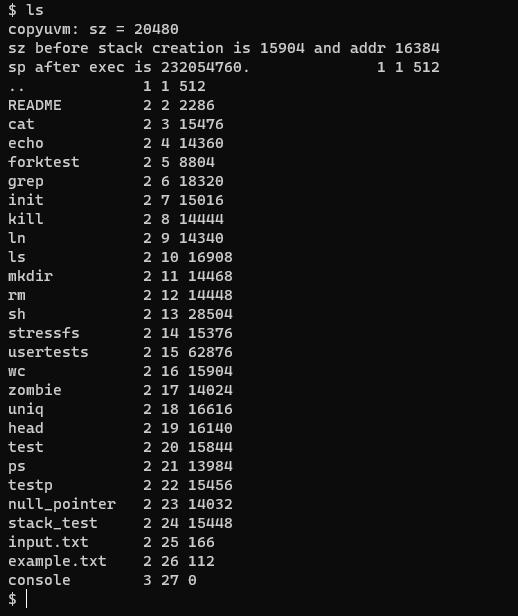 $ ls
copyuvm: sz = 20480
sz before stack creation is 15904 and addr 16384
sp after exec is 232054760.              1 1 512
..             1 1 512
README         2 2 2286
cat            2 3 15476
echo           2 4 14360
forktest       2 5 8804
grep           2 6 18320
init           2 7 15016
kill           2 8 14444
ln             2 9 14340
ls             2 10 16908
mkdir          2 11 14468
rm             2 12 14448
sh             2 13 28504
stressfs       2 14 15376
usertests      2 15 62876
wc             2 16 15904
zombie         2 17 14024
uniq           2 18 16616
head           2 19 16140
test           2 20 15844
ps             2 21 13984
testp          2 22 15456
null_pointer   2 23 14032
stack_test     2 24 15448
input.txt      2 25 166
example.txt    2 26 112
console        3 27 0
$